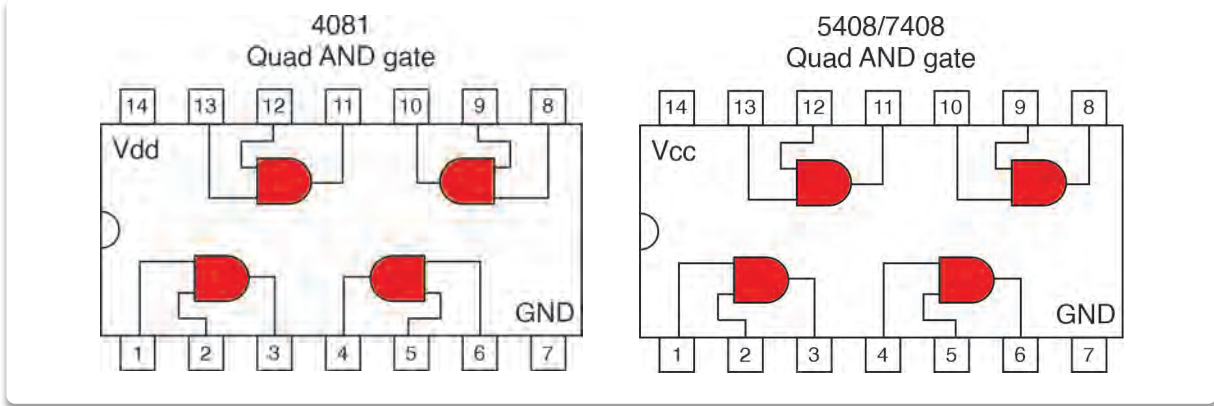 4081
Quad AND gate
14 13 12 11 10 9 8
Vdd
GND
1 2 3 4 5 6 7
5408/7408
Quad AND gate
14 13 12 11 10 9 8
Vcc
GND
1 2 3 4 5 6 7